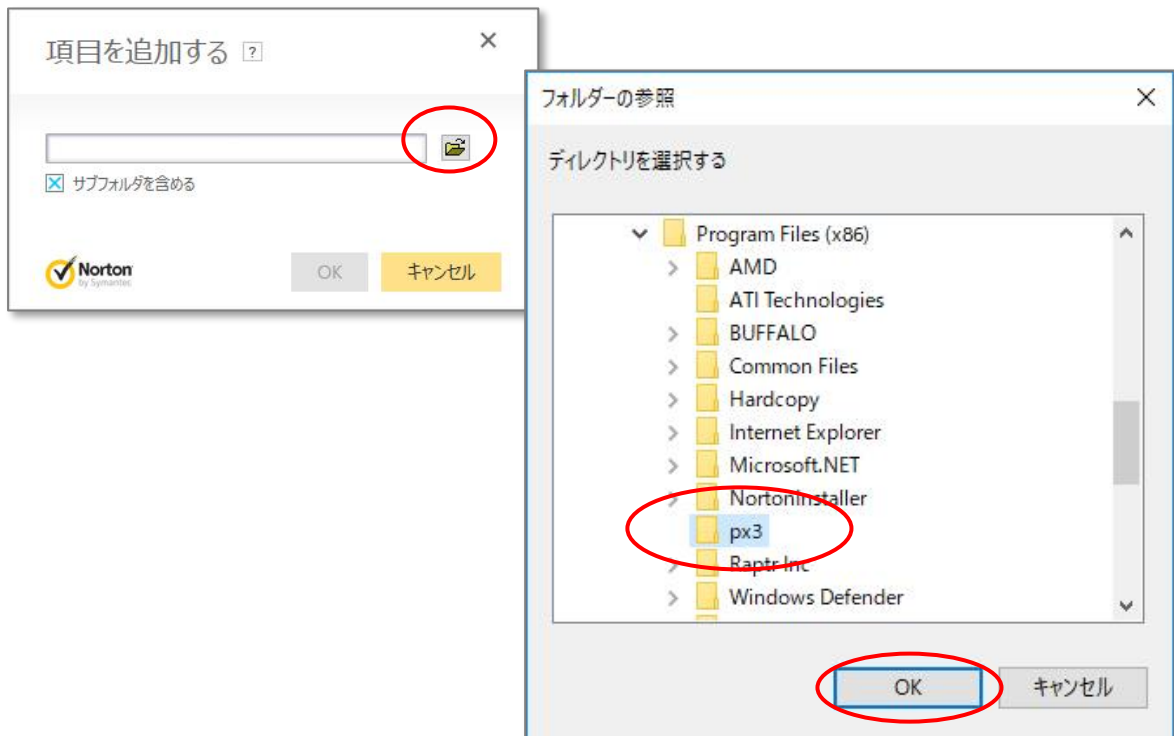 項目を追加する ?
サブフォルダを含める
Norton
by Symantec
OK
キャンセル
フォルダーの参照
ディレクトリを選択する
Program Files (x86)
AMD
ATI Technologies
BUFFALO
Common Files
Hardcopy
Internet Explorer
Microsoft.NET
NortonInstaller
px3
Raptr Inc
Windows Defender
OK
キャンセル